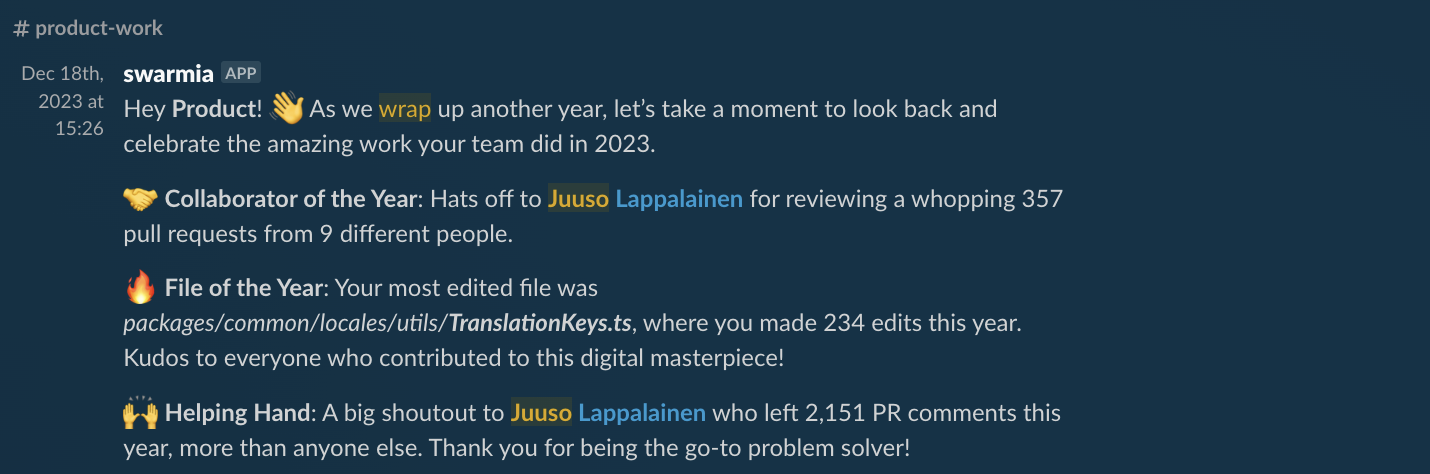 # product-work
Dec 18th, 2023 at 15:26
swarmia APP
Hey Product! 👋 As we wrap up another year, let’s take a moment to look back and
celebrate the amazing work your team did in 2023.
🤝 Collaborator of the Year: Hats off to Juuso Lappalainen for reviewing a whopping 357
pull requests from 9 different people.
🔥 File of the Year: Your most edited file was
packages/common/locales/utils/TranslationKeys.ts, where you made 234 edits this year.
Kudos to everyone who contributed to this digital masterpiece!
🙌 Helping Hand: A big shoutout to Juuso Lappalainen who left 2,151 PR comments this
year, more than anyone else. Thank you for being the go-to problem solver!